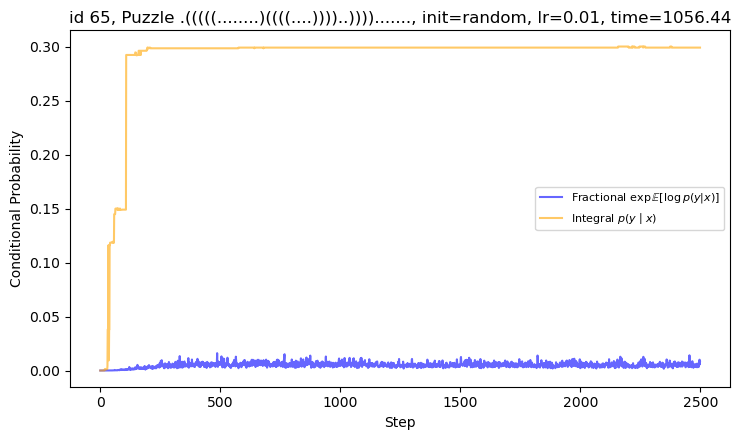 id 65, Puzzle .(((((........)((((....))))..))))......., init=random, lr=0.01, time=1056.44
Conditional Probability
0.30
0.25
0.20
0.15
0.10
0.05
0.00
Fractional exp𝔼[log p(y|x)]
Integral p(y | x)
0 500 1000 1500 2000 2500
Step